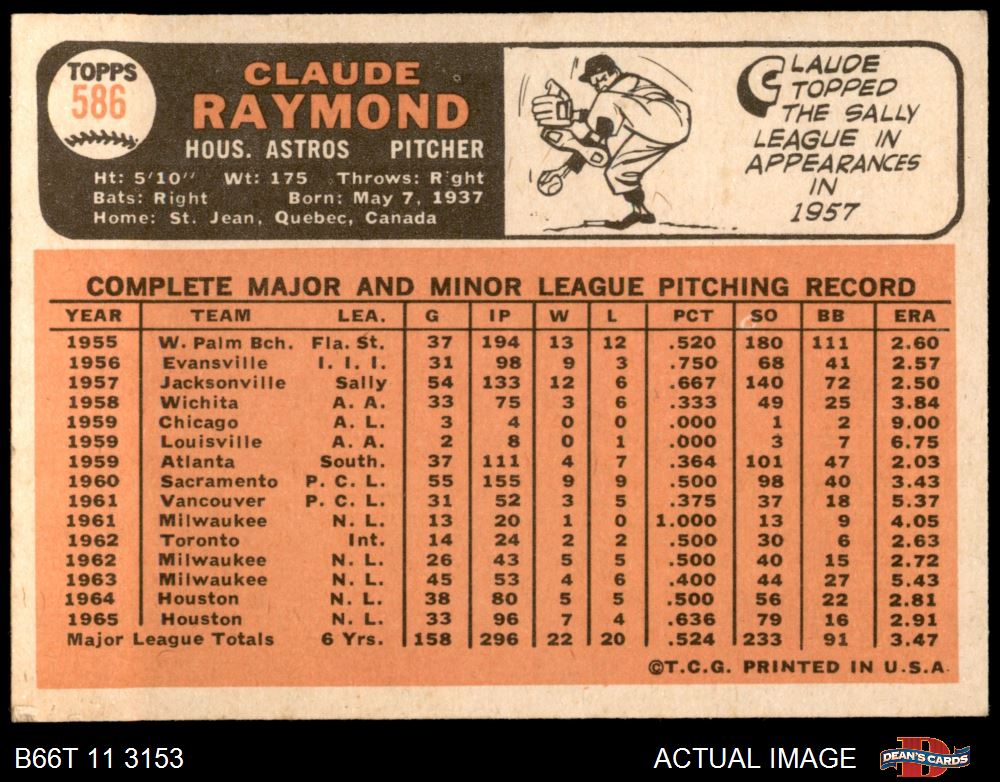 TOPPS
586
CLAUDE
RAYMOND
HOUS. ASTROS PITCHER
Ht: 5'10" Wt: 175 Throws: Right
Bats: Right Born: May 7, 1937
Home: St. Jean, Quebec, Canada
CLAUDE
TOPPED
THE SALLY
LEAGUE IN
APPEARANCES
IN
1957
COMPLETE MAJOR AND MINOR LEAGUE PITCHING RECORD
YEAR TEAM LEA. G IP W L PCT SO BB ERA
1955 W. Palm Bch. Fla. St. 37 194 13 12 .520 180 111 2.60
1956 Evansville I. I. I. 31 98 9 3 .750 68 41 2.57
1957 Jacksonville Sally 54 133 12 6 .667 140 72 2.50
1958 Wichita A. A. 33 75 3 6 .333 49 25 3.84
1959 Chicago A. L. 3 4 0 0 .000 1 2 9.00
1959 Louisville A. A. 2 8 0 1 .000 3 7 6.75
1959 Atlanta South. 37 111 4 7 .364 101 47 2.03
1960 Sacramento P. C. L. 55 155 9 9 .500 98 40 3.43
1961 Vancouver P. C. L. 31 52 3 5 .375 37 18 5.37
1961 Milwaukee N. L. 13 20 1 0 1.000 13 9 4.05
1962 Toronto Int. 14 24 2 2 .500 30 6 2.63
1962 Milwaukee N. L. 26 43 5 5 .500 40 15 2.72
1963 Milwaukee N. L. 45 53 4 6 .400 44 27 5.43
1964 Houston N. L. 38 80 5 5 .500 56 22 2.81
1965 Houston N. L. 33 96 7 4 .636 79 16 2.91
Major League Totals 6 Yrs. 158 296 22 20 .524 233 91 3.47
©T.C.G. PRINTED IN U.S.A.
B66T 11 3153
ACTUAL IMAGE
DEAN'S CARDS